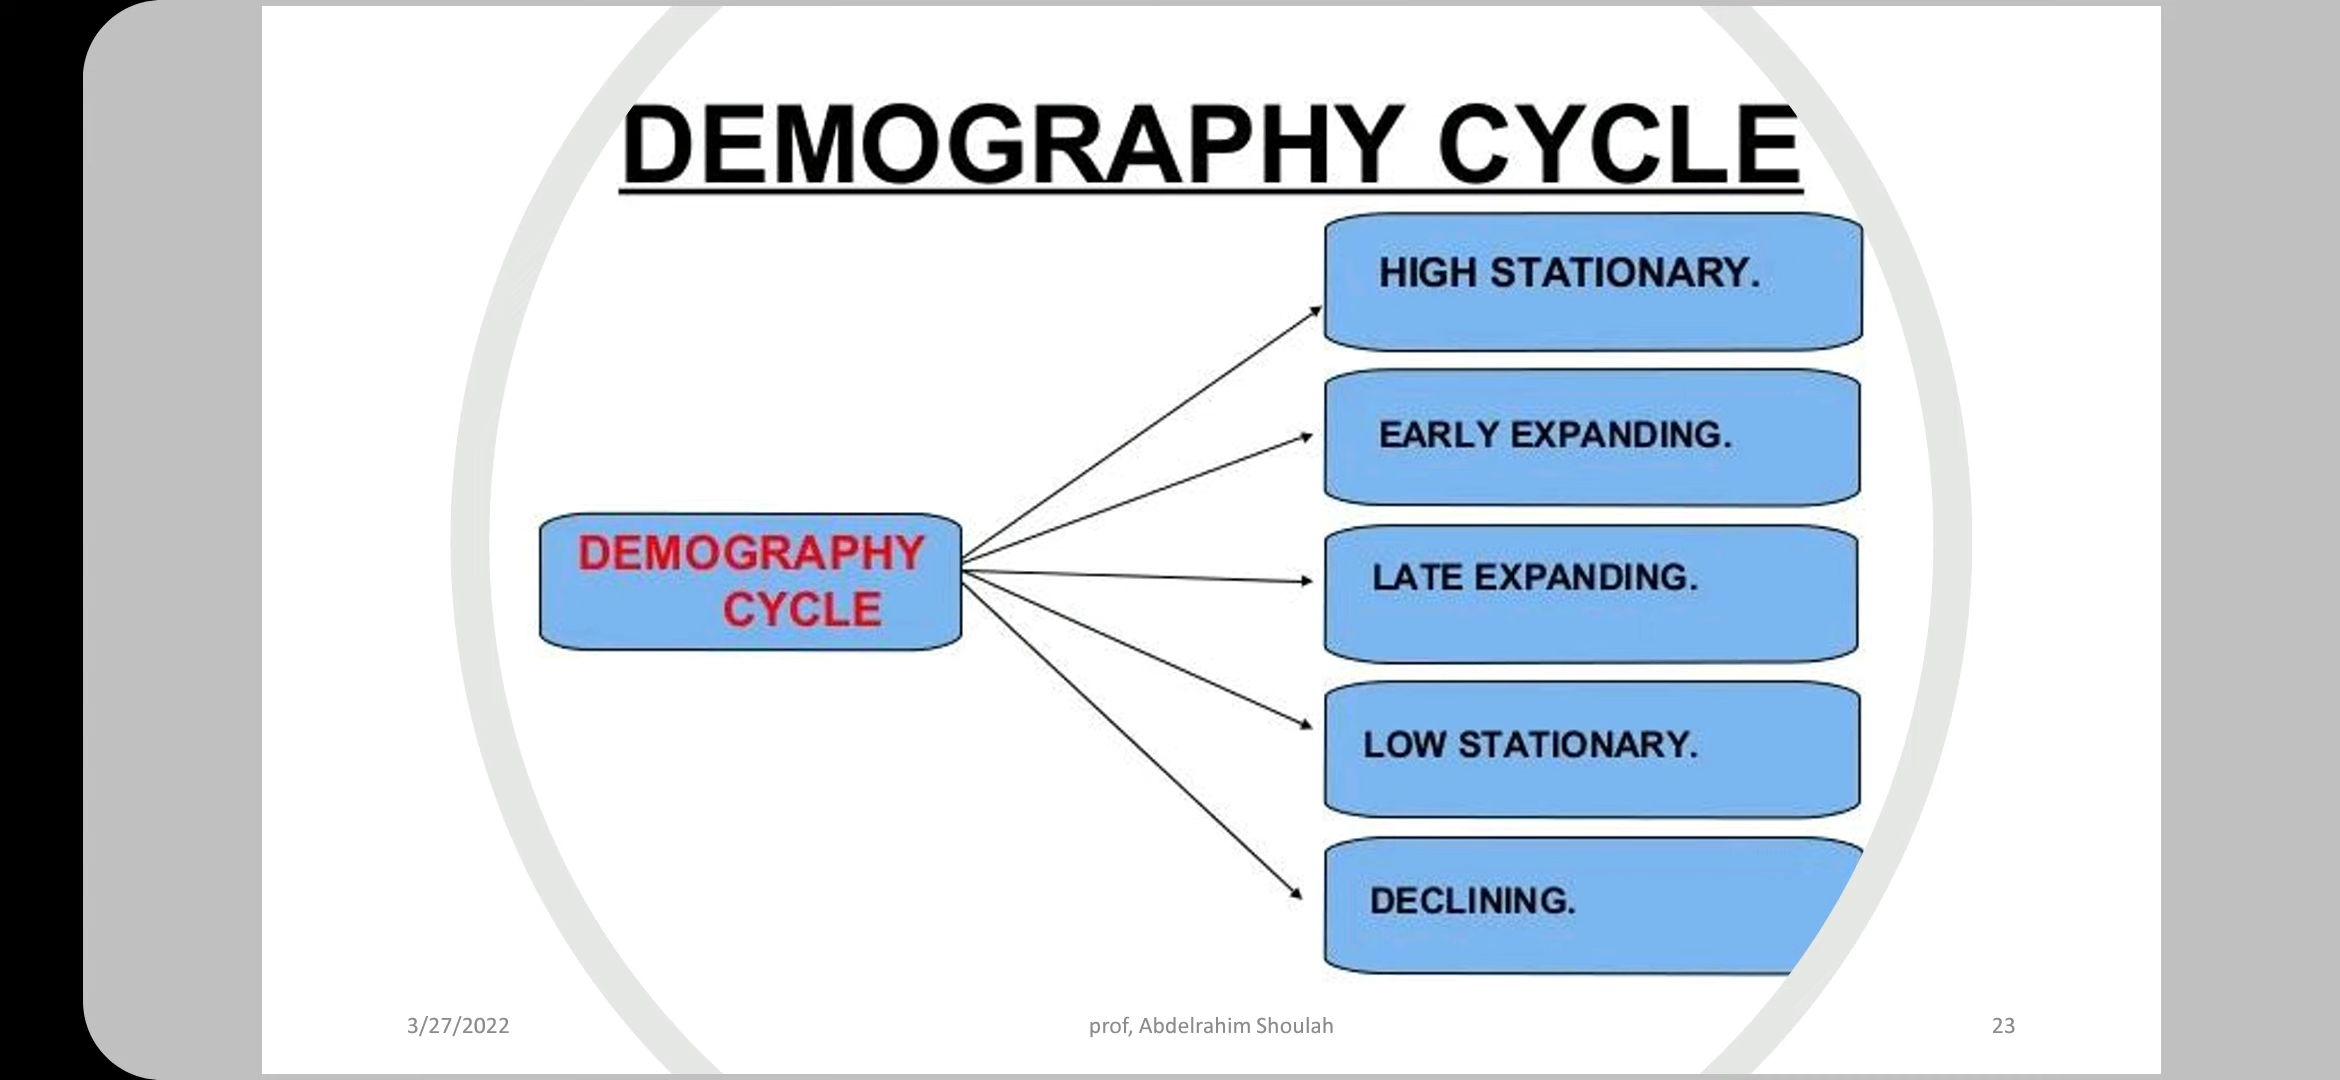 DEMOGRAPHY CYCLE
HIGH STATIONARY.
EARLY EXPANDING.
DEMOGRAPHY
CYCLE
LATE EXPANDING.
LOW STATIONARY.
DECLINING.
3/27/2022
prof, Abdelrahim Shoulah
23